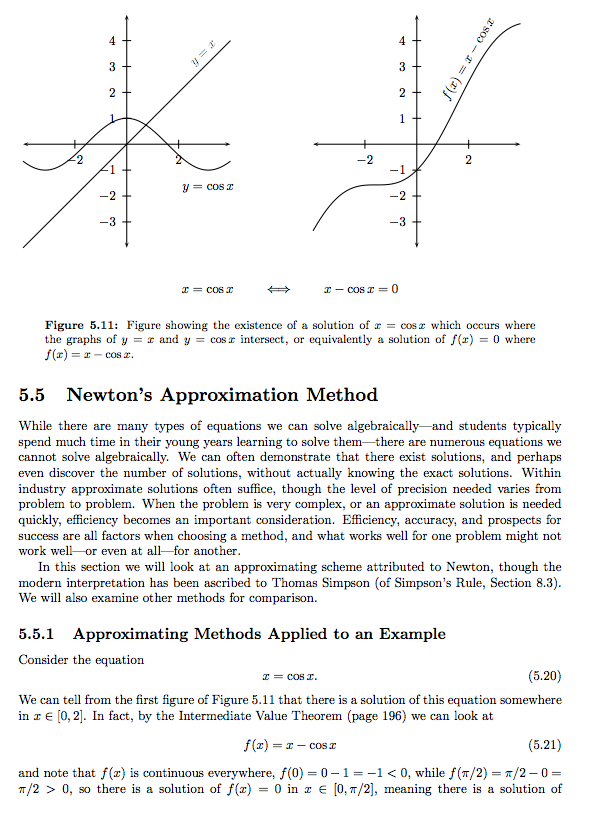 4
3
2
1
−1
−2
−3
−2
2
y = x
y = cos x
4
3
2
1
−1
−2
−3
−2
2
f(x) = x − cos x
x = cos x ⟺ x − cos x = 0
Figure 5.11: Figure showing the existence of a solution of x = cos x which occurs where
the graphs of y = x and y = cos x intersect, or equivalently a solution of f(x) = 0 where
f(x) = x − cos x.
5.5 Newton's Approximation Method
While there are many types of equations we can solve algebraically—and students typically
spend much time in their young years learning to solve them—there are numerous equations we
cannot solve algebraically. We can often demonstrate that there exist solutions, and perhaps
even discover the number of solutions, without actually knowing the exact solutions. Within
industry approximate solutions often suffice, though the level of precision needed varies from
problem to problem. When the problem is very complex, or an approximate solution is needed
quickly, efficiency becomes an important consideration. Efficiency, accuracy, and prospects for
success are all factors when choosing a method, and what works well for one problem might not
work well—or even at all—for another.
In this section we will look at an approximating scheme attributed to Newton, though the
modern interpretation has been ascribed to Thomas Simpson (of Simpson's Rule, Section 8.3).
We will also examine other methods for comparison.
5.5.1 Approximating Methods Applied to an Example
Consider the equation
x = cos x. (5.20)
We can tell from the first figure of Figure 5.11 that there is a solution of this equation somewhere
in x ∈ [0, 2]. In fact, by the Intermediate Value Theorem (page 196) we can look at
f(x) = x − cos x (5.21)
and note that f(x) is continuous everywhere, f(0) = 0 − 1 = −1 < 0, while f(π/2) = π/2 − 0 =
π/2 > 0, so there is a solution of f(x) = 0 in x ∈ [0, π/2], meaning there is a solution of